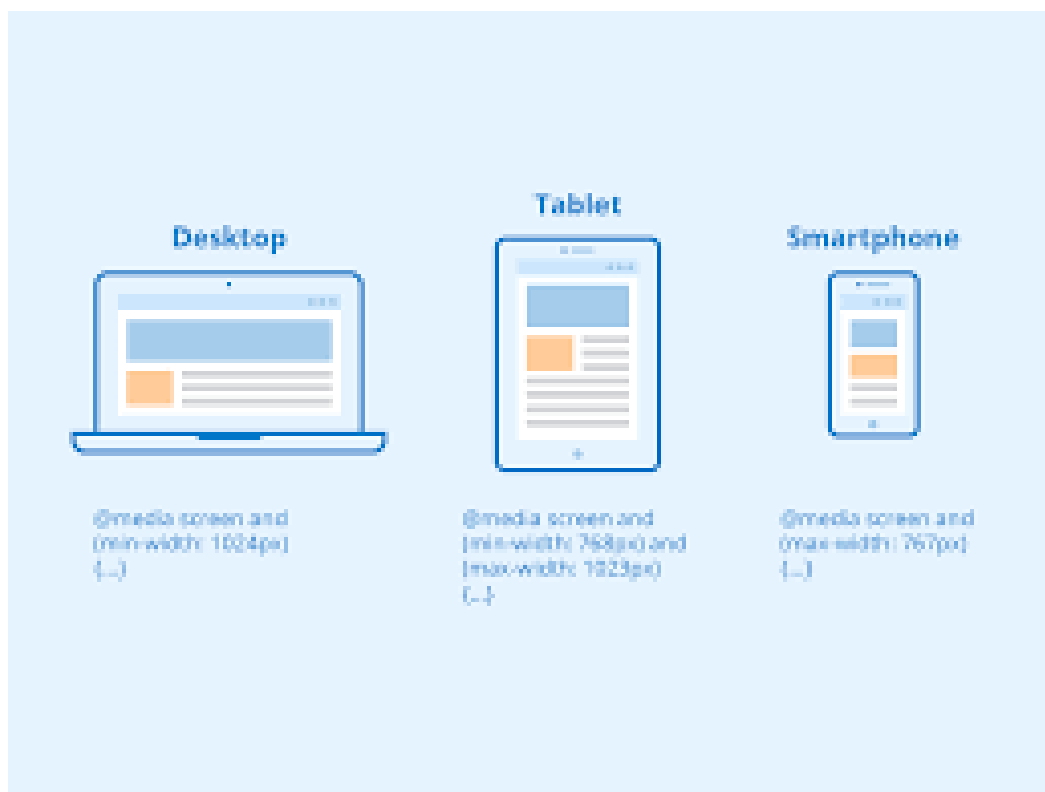 Desktop
@media screen and
(min-width: 1024px)
{...}
Tablet
@media screen and
(min-width: 768px) and
(max-width: 1023px)
{...}
Smartphone
@media screen and
(max-width: 767px)
{...}